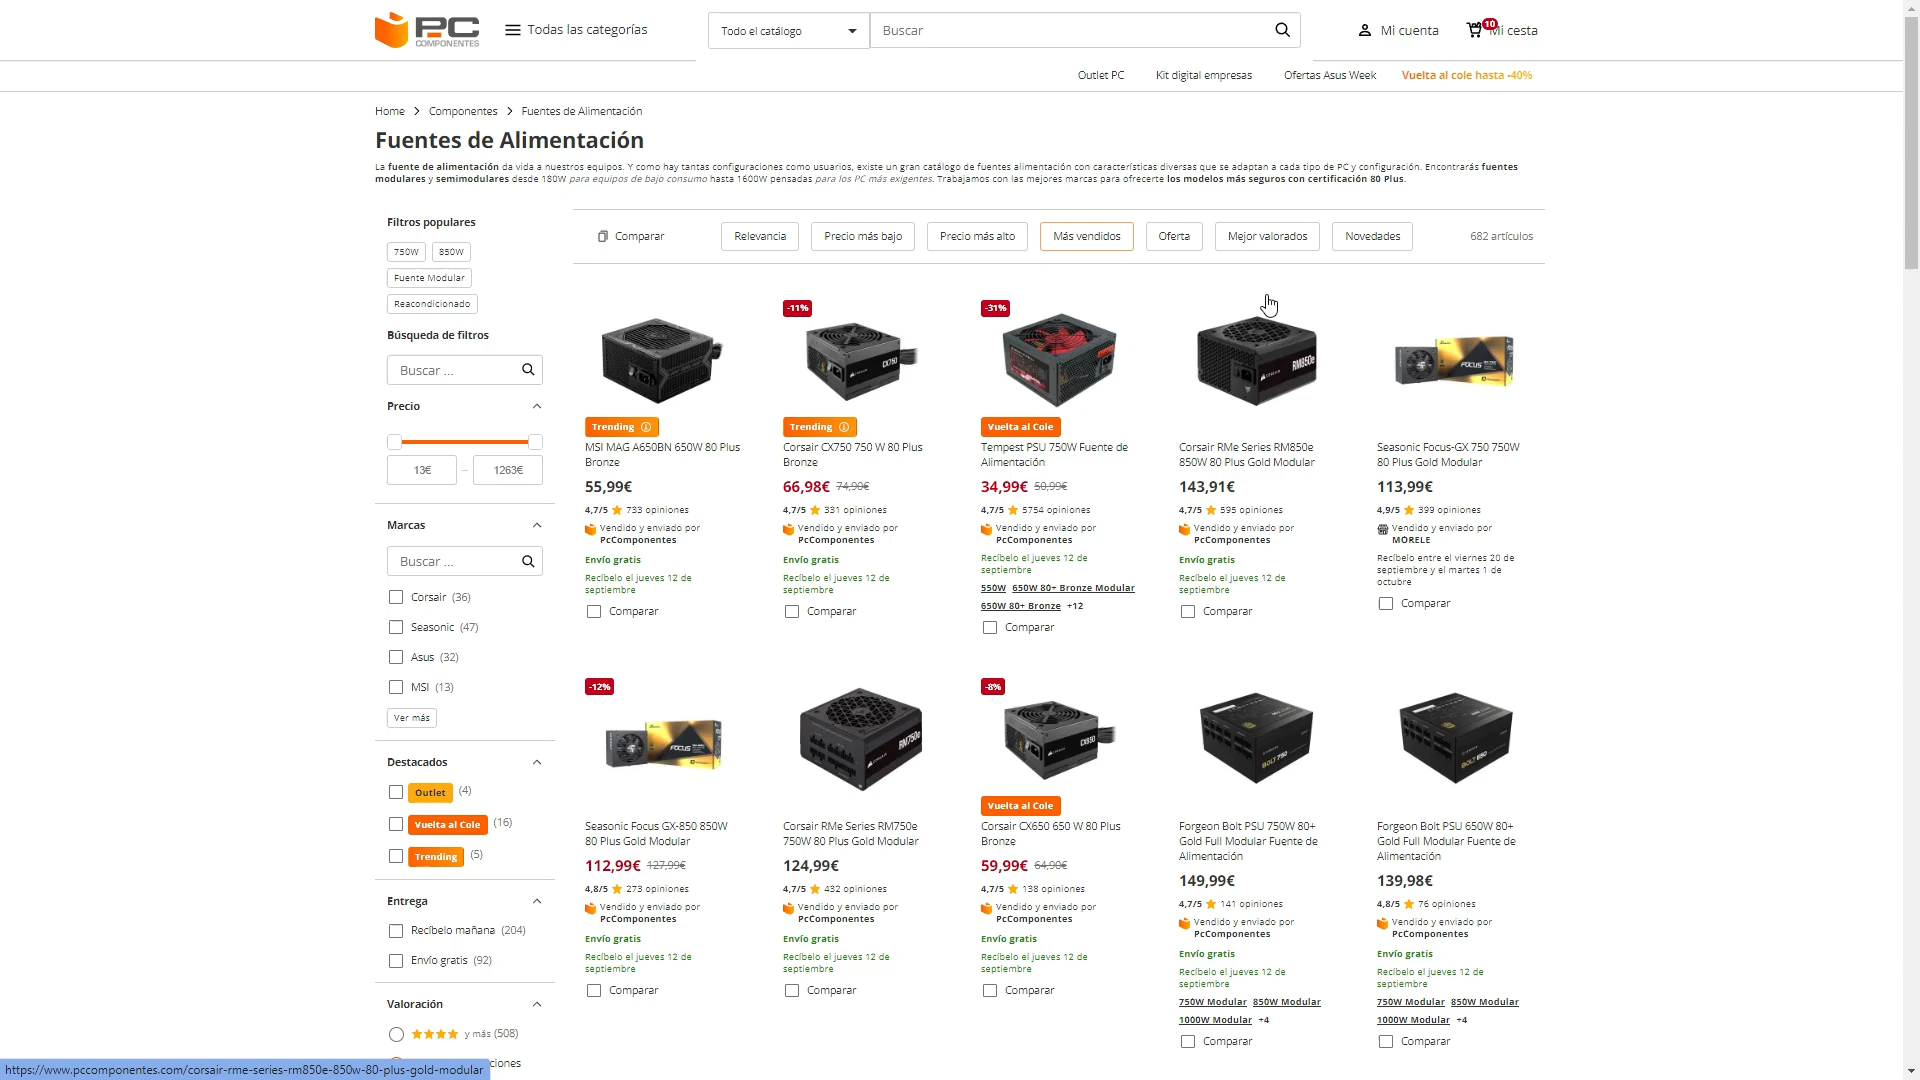 PC
COMPONENTES
Todas las categorías
Todo el catálogo
Buscar
Mi cuenta
10
Mi cesta
Outlet PC
Kit digital empresas
Ofertas Asus Week
Vuelta al cole hasta -40%
Home
Componentes
Fuentes de Alimentación
Fuentes de Alimentación
La fuente de alimentación da vida a nuestros equipos. Y como hay tantas configuraciones como usuarios, existe un gran catálogo de fuentes alimentación con características diversas que se adaptan a cada tipo de PC y configuración. Encontrarás fuentes
modulares y semimodulares desde 180W para equipos de bajo consumo hasta 1600W pensadas para los PC más exigentes. Trabajamos con las mejores marcas para ofrecerte los modelos más seguros con certificación 80 Plus.
Filtros populares
750W
850W
Fuente Modular
Reacondicionado
Búsqueda de filtros
Buscar ...
Precio
13€
–
1263€
Marcas
Buscar ...
Corsair (36)
Seasonic (47)
Asus (32)
MSI (13)
Ver más
Destacados
Outlet (4)
Vuelta al Cole (16)
Trending (5)
Entrega
Recíbelo mañana (204)
Envío gratis (92)
Valoración
y más (508)
ciones
Comparar
Relevancia
Precio más bajo
Precio más alto
Más vendidos
Oferta
Mejor valorados
Novedades
682 artículos
Trending
MSI MAG A650BN 650W 80 Plus
Bronze
55,99€
4,7/5 733 opiniones
Vendido y enviado por
PcComponentes
Envío gratis
Recíbelo el jueves 12 de
septiembre
Comparar
-11%
CX750
Trending
Corsair CX750 750 W 80 Plus
Bronze
66,98€ 74,90€
4,7/5 331 opiniones
Vendido y enviado por
PcComponentes
Envío gratis
Recíbelo el jueves 12 de
septiembre
Comparar
-31%
Vuelta al Cole
Tempest PSU 750W Fuente de
Alimentación
34,99€ 50,99€
4,7/5 5754 opiniones
Vendido y enviado por
PcComponentes
Recíbelo el jueves 12 de
septiembre
550W 650W 80+ Bronze Modular
650W 80+ Bronze +12
Comparar
RM850e
CORSAIR
Corsair RMe Series RM850e
850W 80 Plus Gold Modular
143,91€
4,7/5 595 opiniones
Vendido y enviado por
PcComponentes
Envío gratis
Recíbelo el jueves 12 de
septiembre
Comparar
FOCUS
Seasonic Focus-GX 750 750W
80 Plus Gold Modular
113,99€
4,9/5 399 opiniones
Vendido y enviado por
MORELE
Recíbelo entre el viernes 20 de
septiembre y el martes 1 de
octubre
Comparar
-12%
FOCUS
Seasonic Focus GX-850 850W
80 Plus Gold Modular
112,99€ 127,99€
4,8/5 273 opiniones
Vendido y enviado por
PcComponentes
Envío gratis
Recíbelo el jueves 12 de
septiembre
Comparar
RM750e
CORSAIR
Corsair RMe Series RM750e
750W 80 Plus Gold Modular
124,99€
4,7/5 432 opiniones
Vendido y enviado por
PcComponentes
Envío gratis
Recíbelo el jueves 12 de
septiembre
Comparar
-8%
CX650
Vuelta al Cole
Corsair CX650 650 W 80 Plus
Bronze
59,99€ 64,90€
4,7/5 138 opiniones
Vendido y enviado por
PcComponentes
Envío gratis
Recíbelo el jueves 12 de
septiembre
Comparar
BOLT 750
Forgeon Bolt PSU 750W 80+
Gold Full Modular Fuente de
Alimentación
149,99€
4,7/5 141 opiniones
Vendido y enviado por
PcComponentes
Envío gratis
Recíbelo el jueves 12 de
septiembre
750W Modular 850W Modular
1000W Modular +4
Comparar
BOLT 650
Forgeon Bolt PSU 650W 80+
Gold Full Modular Fuente de
Alimentación
139,98€
4,8/5 76 opiniones
Vendido y enviado por
PcComponentes
Envío gratis
Recíbelo el jueves 12 de
septiembre
750W Modular 850W Modular
1000W Modular +4
Comparar
https://www.pccomponentes.com/corsair-rme-series-rm850e-850w-80-plus-gold-modular